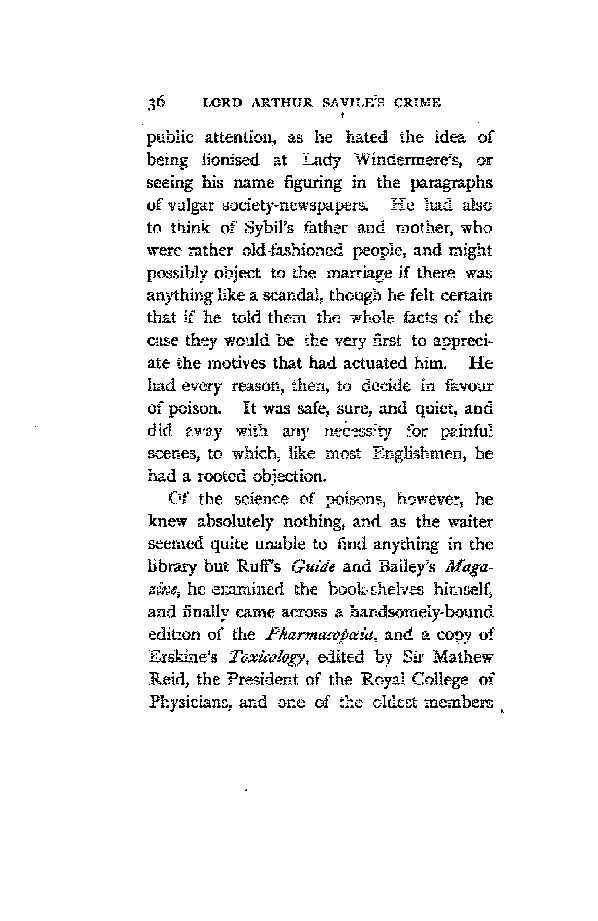 36 LORD ARTHUR SAVILE'S CRIME
public attention, as he hated the idea of
being lionised at Lady Windermere's, or
seeing his name figuring in the paragraphs
of vulgar society-newspapers. He had also
to think of Sybil's father and mother, who
were rather old-fashioned people, and might
possibly object to the marriage if there was
anything like a scandal, though he felt certain
that if he told them the whole facts of the
case they would be the very first to appreci-
ate the motives that had actuated him. He
had every reason, then, to decide in favour
of poison. It was safe, sure, and quiet, and
did away with any necessity for painful
scenes, to which, like most Englishmen, he
had a rooted objection.
Of the science of poisons, however, he
knew absolutely nothing, and as the waiter
seemed quite unable to find anything in the
library but Ruff's Guide and Bailey's Maga-
zine, he examined the book-shelves himself,
and finally came across a handsomely-bound
edition of the Pharmacopœia, and a copy of
Erskine's Toxicology, edited by Sir Mathew
Reid, the President of the Royal College of
Physicians, and one of the oldest members